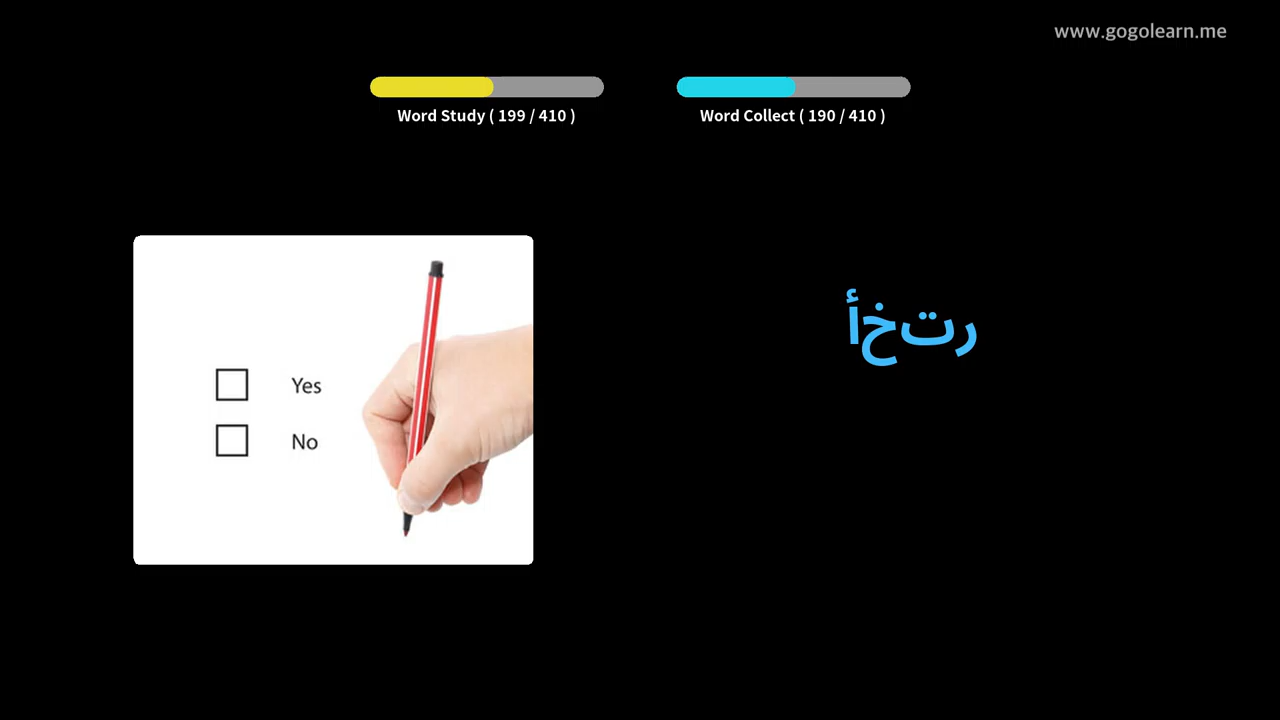 www.gogolearn.me
Word Study ( 199 / 410 )
Word Collect ( 190 / 410 )
رتخأ
Yes
No